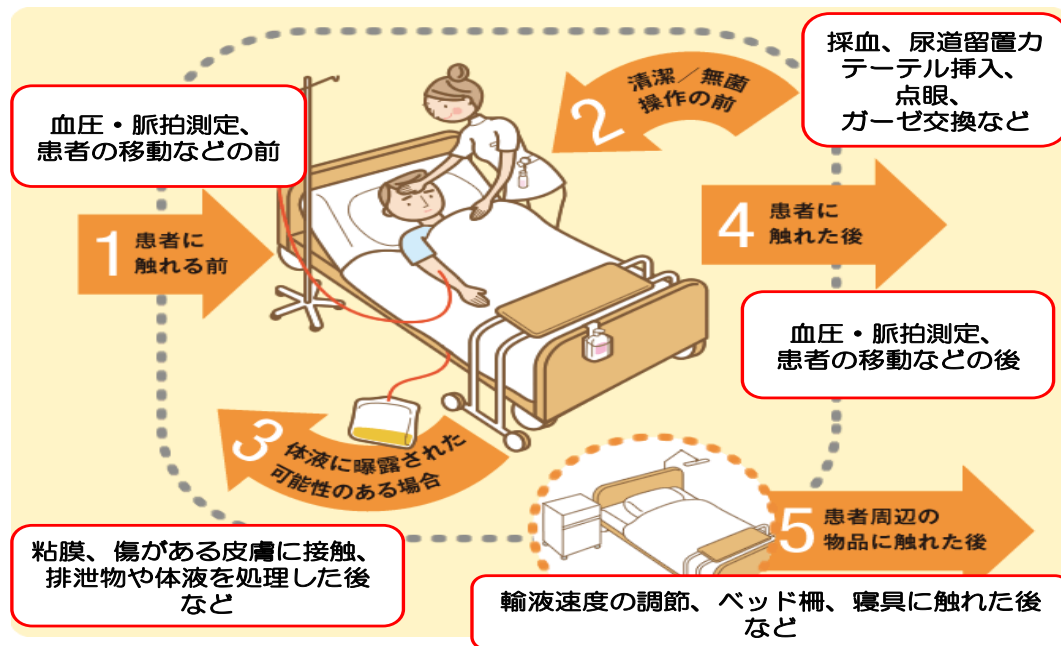 血圧・脈拍測定、
患者の移動などの前
1
患者に
触れる前
2
清潔／無菌
操作の前
採血、尿道留置カ
テーテル挿入、
点眼、
ガーゼ交換など
3
体液に曝露された
可能性のある場合
粘膜、傷がある皮膚に接触、
排泄物や体液を処理した後
など
4
患者に
触れた後
血圧・脈拍測定、
患者の移動などの後
5
患者周辺の
物品に触れた後
輸液速度の調節、ベッド柵、寝具に触れた後
など